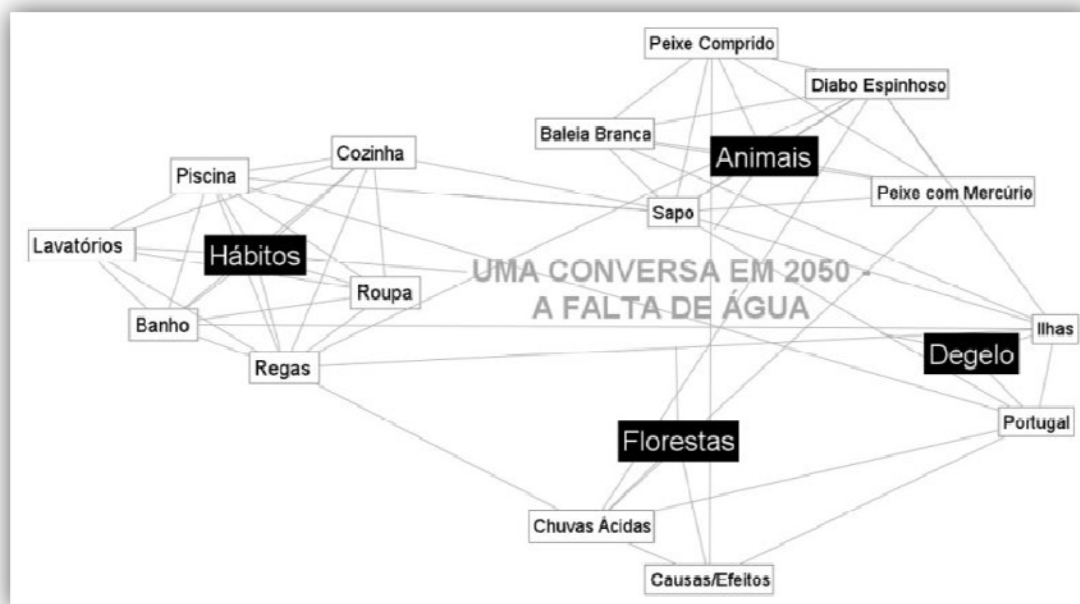 Peixe Comprido
Diabo Espinhoso
Baleia Branca
Cozinha
Animais
Piscina
Peixe com Mercúrio
Sapo
Lavatórios
Hábitos
UMA CONVERSA EM 2050 -
A FALTA DE ÁGUA
Roupa
Banho
Ilhas
Degelo
Regas
Portugal
Florestas
Chuvas Ácidas
Causas/Efeitos